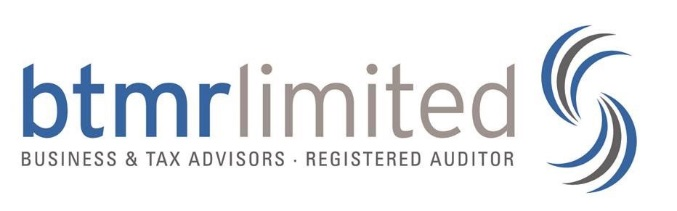 btmrlimited
BUSINESS & TAX ADVISORS · REGISTERED AUDITOR